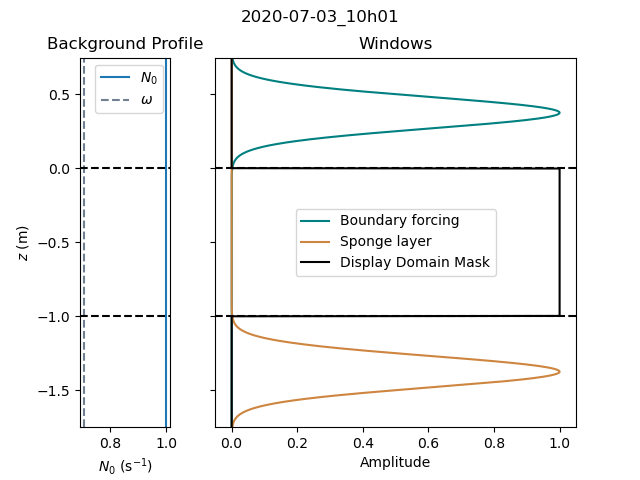 2020-07-03_10h01
Background Profile
Windows
N₀
ω
0.5
0.0
−0.5
−1.0
−1.5
z (m)
Boundary forcing
Sponge layer
Display Domain Mask
0.8 1.0
N₀ (s⁻¹)
0.0 0.2 0.4 0.6 0.8 1.0
Amplitude